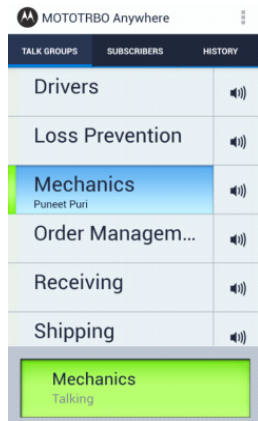 MOTOTRBO Anywhere
TALK GROUPS SUBSCRIBERS HISTORY
Drivers
Loss Prevention
Mechanics
Puneet Puri
Order Managem...
Receiving
Shipping
Mechanics
Talking